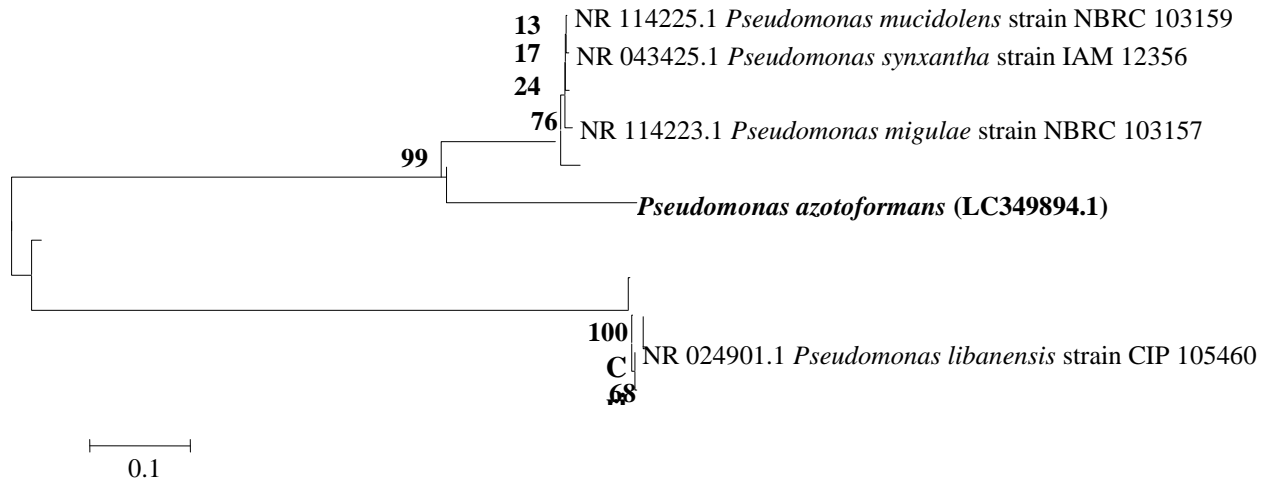 13
NR 114225.1 Pseudomonas mucidolens strain NBRC 103159
17
NR 043425.1 Pseudomonas synxantha strain IAM 12356
24
76
NR 114223.1 Pseudomonas migulae strain NBRC 103157
99
Pseudomonas azotoformans (LC349894.1)
100
NR 024901.1 Pseudomonas libanensis strain CIP 105460
C
68
0.1